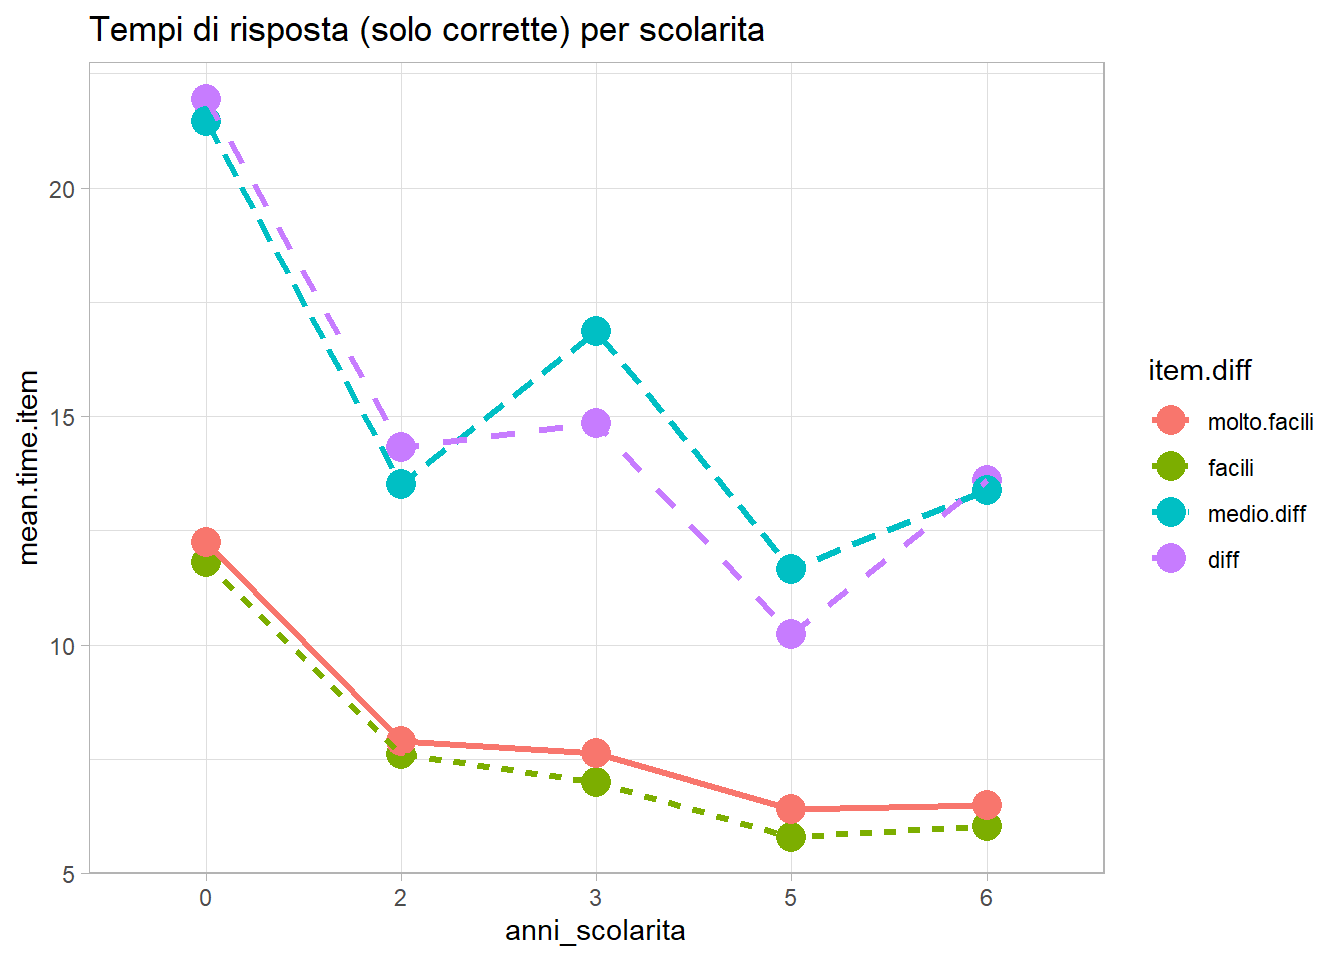 Tempi di risposta (solo corrette) per scolarita
mean.time.item
20
15
10
5
0 2 3 5 6
anni_scolarita
item.diff
molto.facili
facili
medio.diff
diff